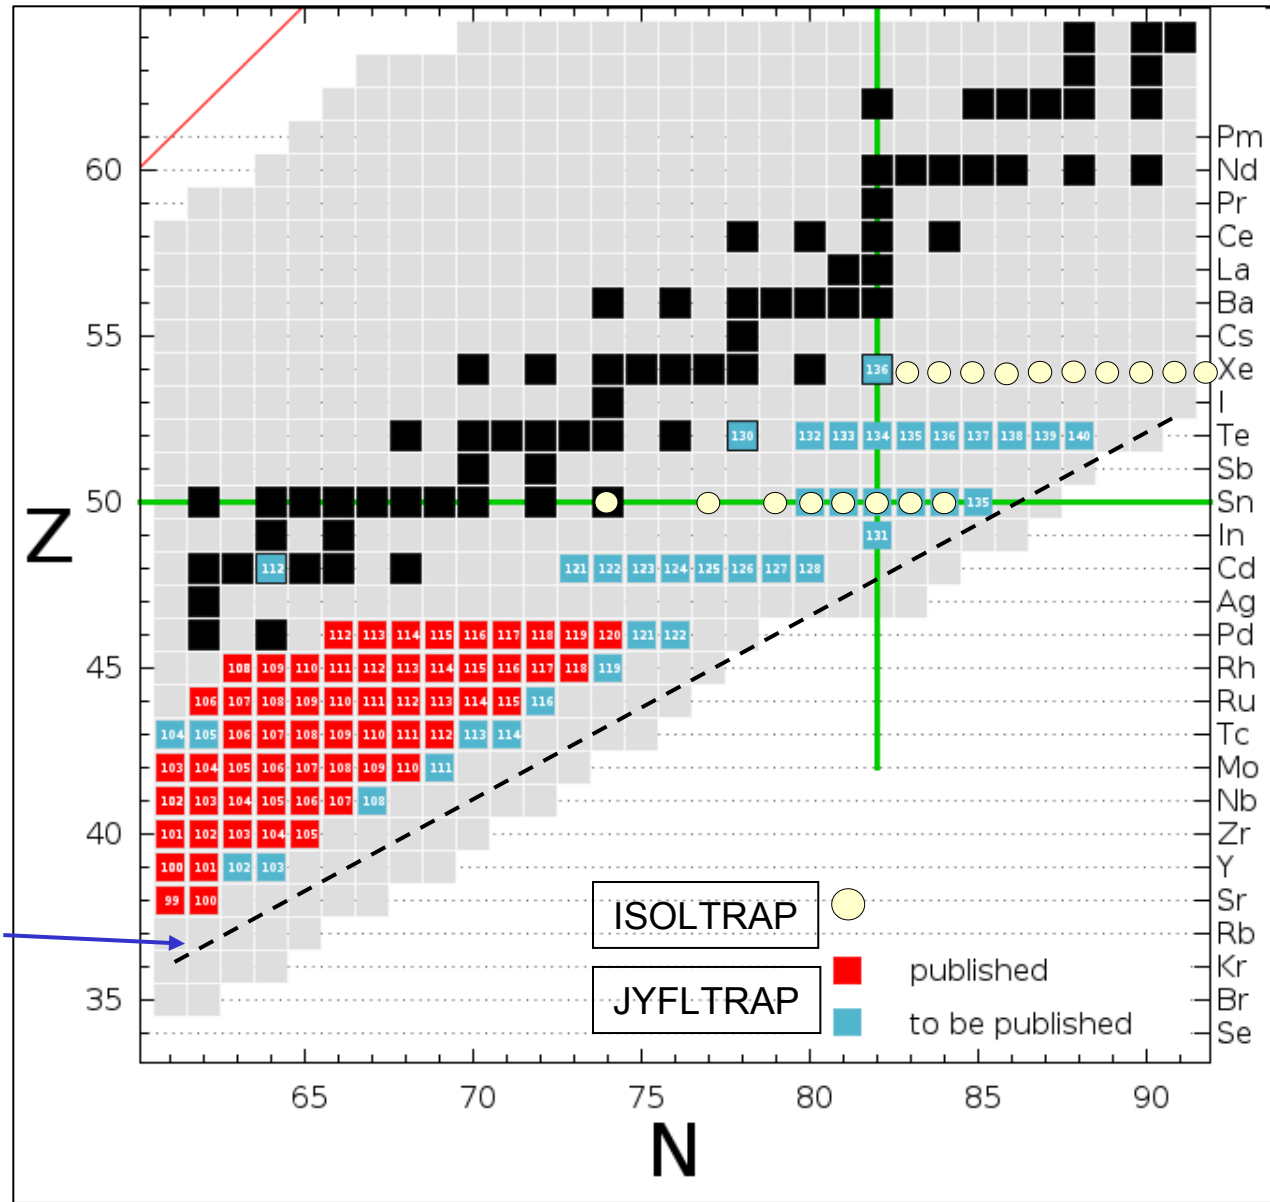 Pm
60 Nd
Pr
Ce
La
Ba
55 Cs
136 Xe
I
130 132 133 134 135 136 137 138 139 140 Te
Sb
50 135 Sn
Z
131 In
112 121 122 123 124 125 126 127 128 Cd
Ag
112 113 114 115 116 117 118 119 120 121 122 Pd
45 108 109 110 111 112 113 114 115 116 117 118 119 Rh
106 107 108 109 110 111 112 113 114 115 116 Ru
104 105 106 107 108 109 110 111 112 113 114 Tc
103 104 105 106 107 108 109 110 111 Mo
102 103 104 105 106 107 108 Nb
40 101 102 103 104 105 Zr
100 101 102 103 Y
99 100 Sr
ISOLTRAP
Rb
published Kr
JYFLTRAP
35 Br
to be published Se
65 70 75 80 85 90
N